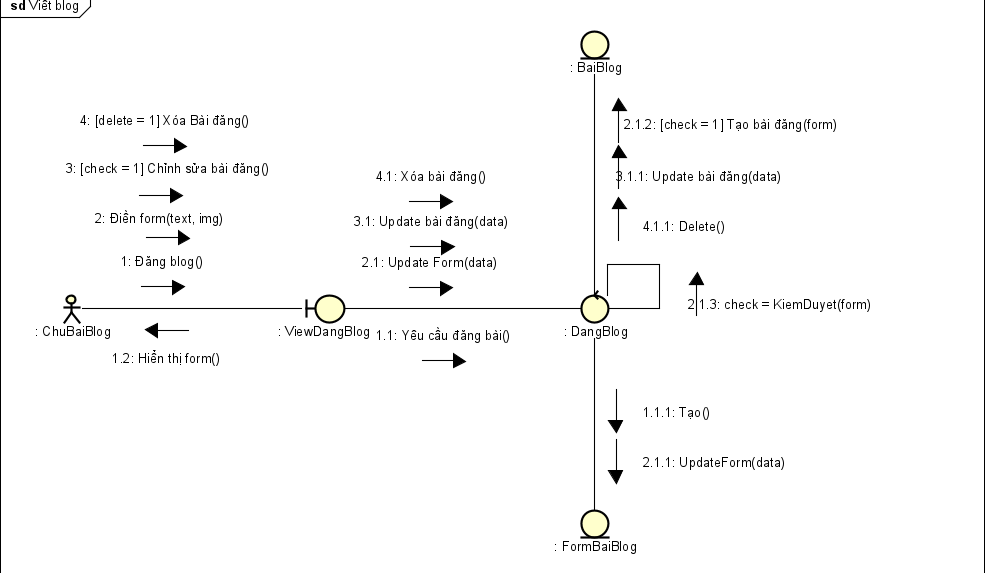 sd Viết blog
: BaiBlog
4: [delete = 1] Xóa Bài đăng()
2.1.2: [check = 1] Tạo bài đăng(form)
3: [check = 1] Chỉnh sửa bài đăng()
4.1: Xóa bài đăng()
3.1.1: Update bài đăng(data)
2: Điền form(text, img)
3.1: Update bài đăng(data)
4.1.1: Delete()
1: Đăng blog()
2.1: Update Form(data)
2.1.3: check = KiemDuyet(form)
: ChuBaiBlog
: ViewDangBlog
1.1: Yêu cầu đăng bài()
: DangBlog
1.2: Hiển thị form()
1.1.1: Tạo()
2.1.1: UpdateForm(data)
: FormBaiBlog